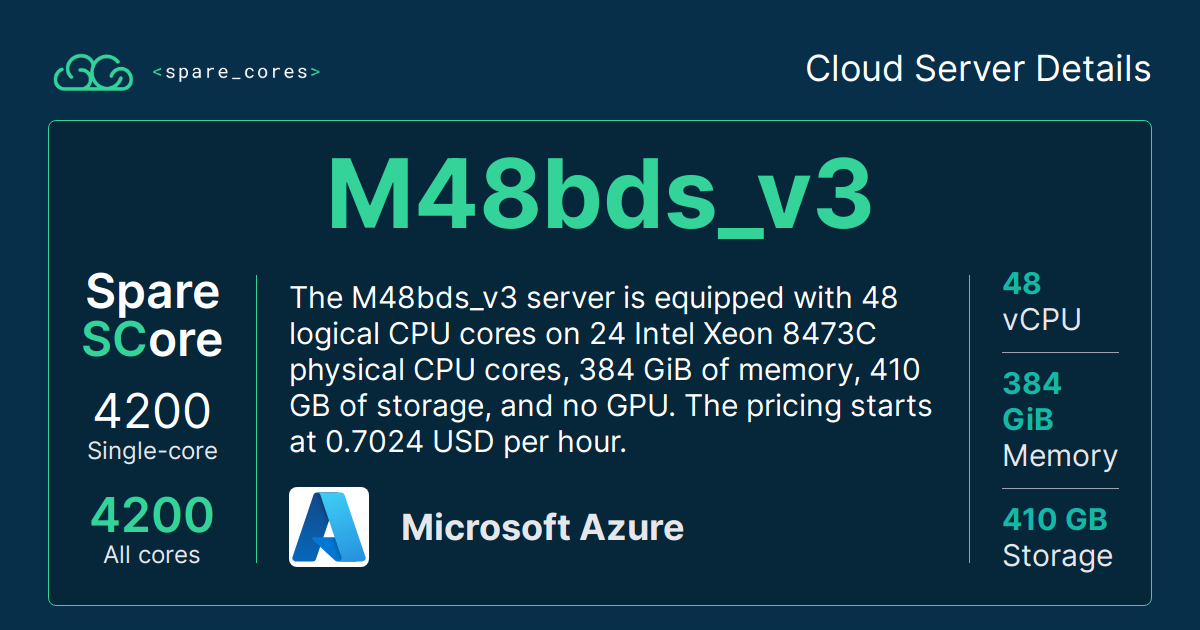 <spare_cores>
Cloud Server Details
M48bds_v3
Spare
SCore
4200
Single-core
4200
All cores
The M48bds_v3 server is equipped with 48
logical CPU cores on 24 Intel Xeon 8473C
physical CPU cores, 384 GiB of memory, 410
GB of storage, and no GPU. The pricing starts
at 0.7024 USD per hour.
Microsoft Azure
48
vCPU
384
GiB
Memory
410 GB
Storage